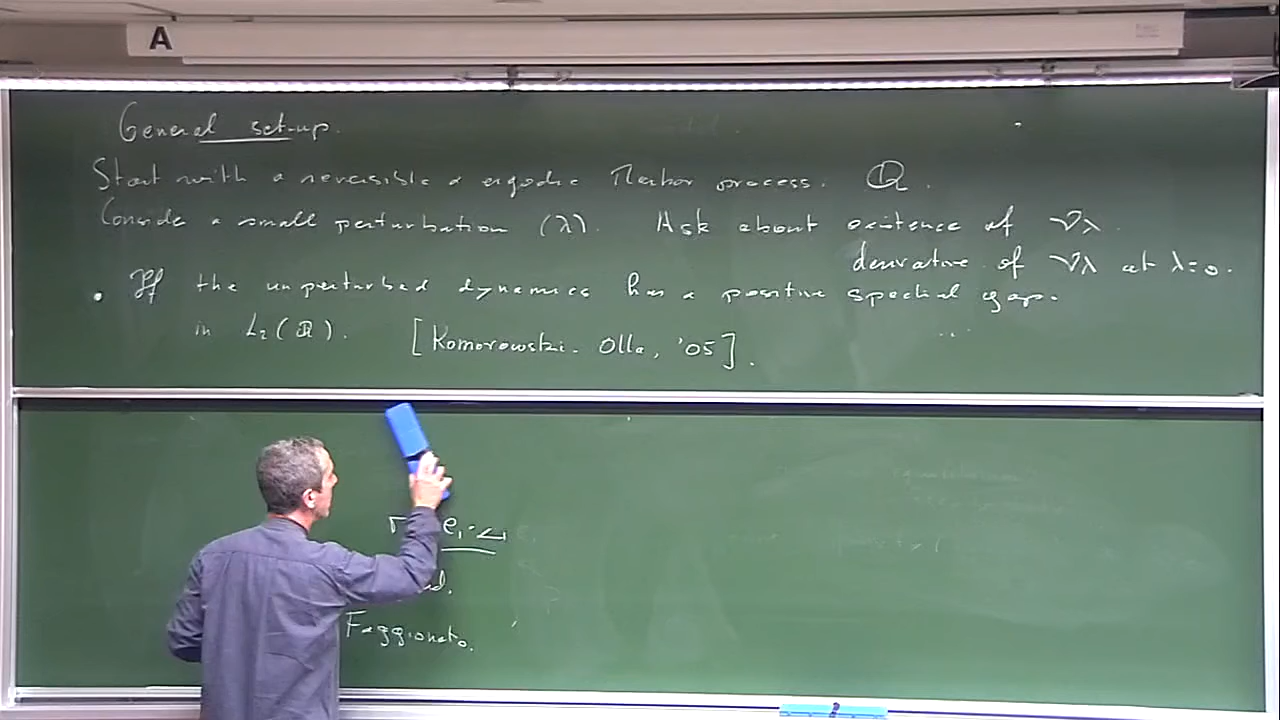 A
General set-up.
Start with a reversible & ergodic Markov process. Q.
Consider a small perturbation (λ). Ask about existence of νλ.
derivative of νλ at λ=0.
• If the unperturbed dynamics has a positive spectral gap.
in L₂(Q). [Komorowski-Olla, '05]. ...
e₁·
d.
Faggionato.